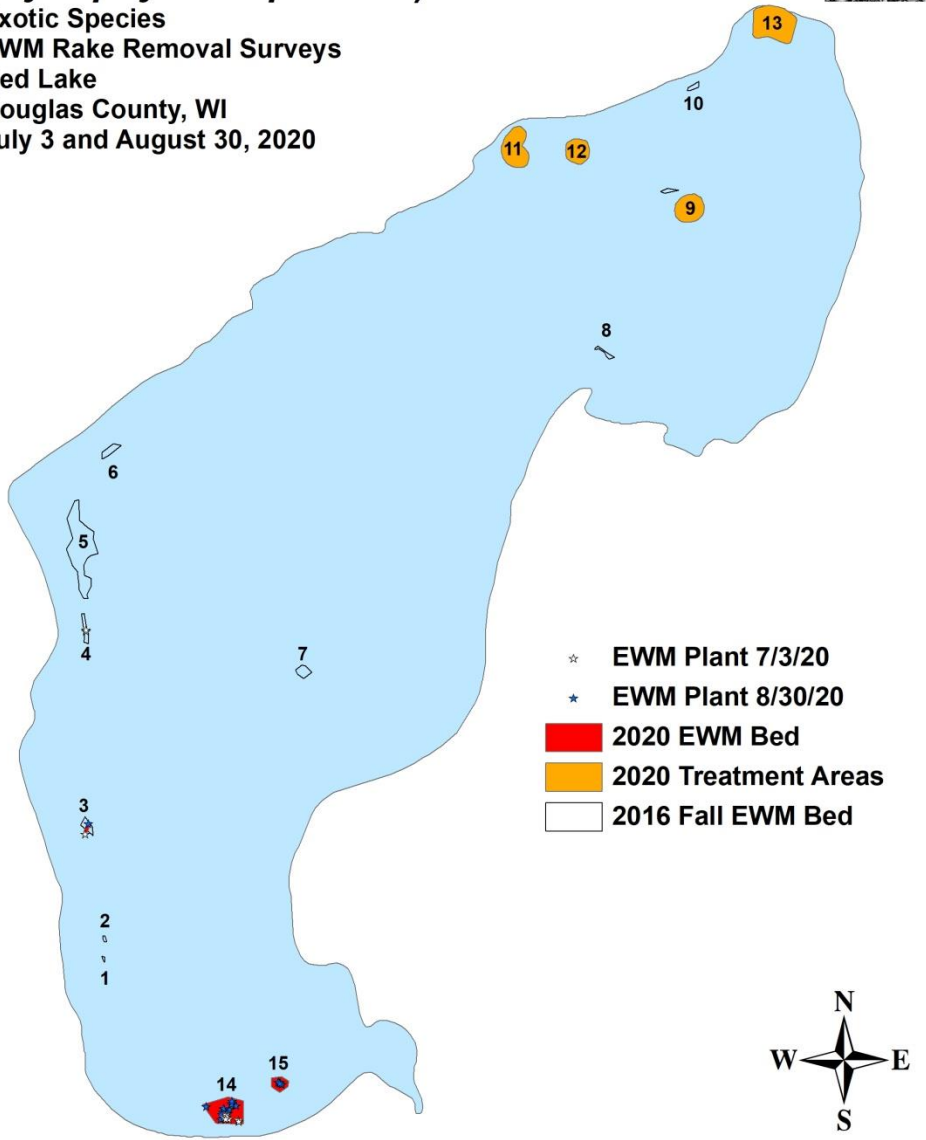 xotic Species
WM Rake Removal Surveys
ed Lake
ouglas County, WI
uly 3 and August 30, 2020
13
10
11
12
9
8
6
5
4
7
EWM Plant 7/3/20
EWM Plant 8/30/20
2020 EWM Bed
2020 Treatment Areas
2016 Fall EWM Bed
3
2
1
15
14
N
W
E
S